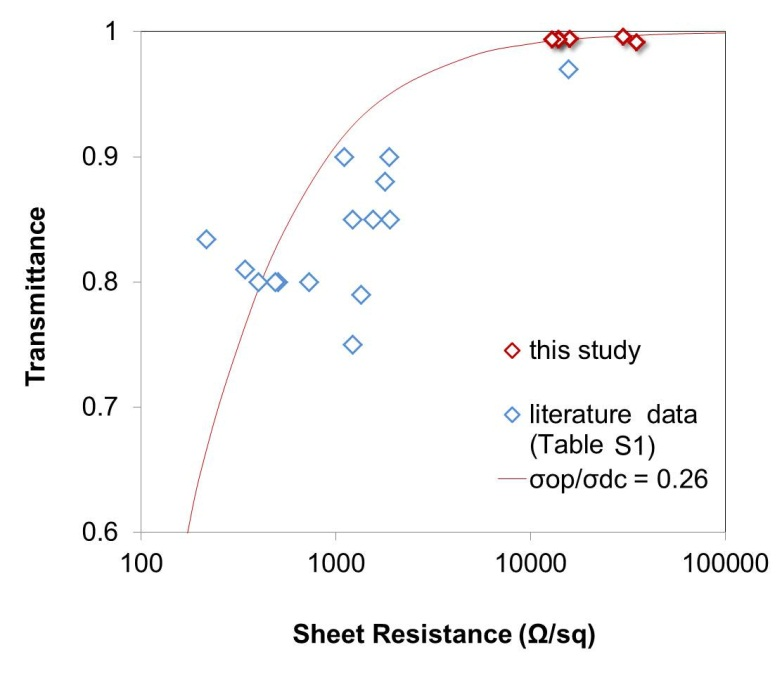 1
0.9
0.8
0.7
0.6
Transmittance
100 1000 10000 100000
Sheet Resistance (Ω/sq)
this study
literature data
(Table S1)
σop/σdc = 0.26